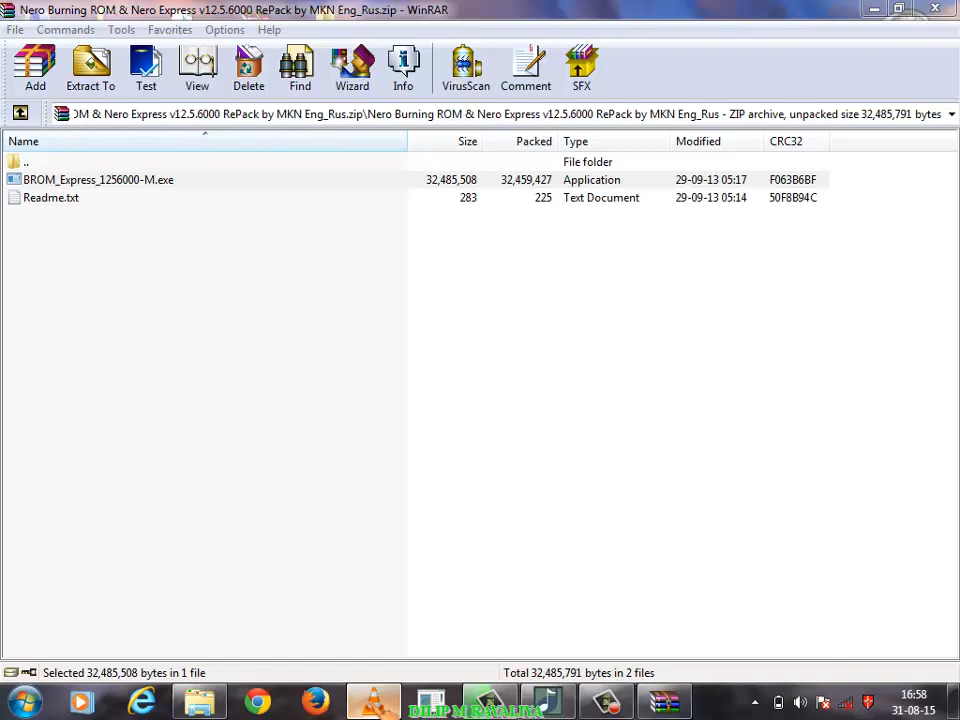 Nero Burning ROM & Nero Express v12.5.6000 RePack by MKN Eng_Rus.zip - WinRAR
File Commands Tools Favorites Options Help
Add Extract To Test View Delete Find Wizard Info VirusScan Comment SFX
OM & Nero Express v12.5.6000 RePack by MKN Eng_Rus.zip\Nero Burning ROM & Nero Express v12.5.6000 RePack by MKN Eng_Rus - ZIP archive, unpacked size 32,485,791 bytes
Name Size Packed Type Modified CRC32
.. File folder
BROM_Express_1256000-M.exe 32,485,508 32,459,427 Application 29-09-13 05:17 F063B6BF
Readme.txt 283 225 Text Document 29-09-13 05:14 50F8B94C
Selected 32,485,508 bytes in 1 file Total 32,485,791 bytes in 2 files
DILIP M RAVALIYA
16:58
31-08-15